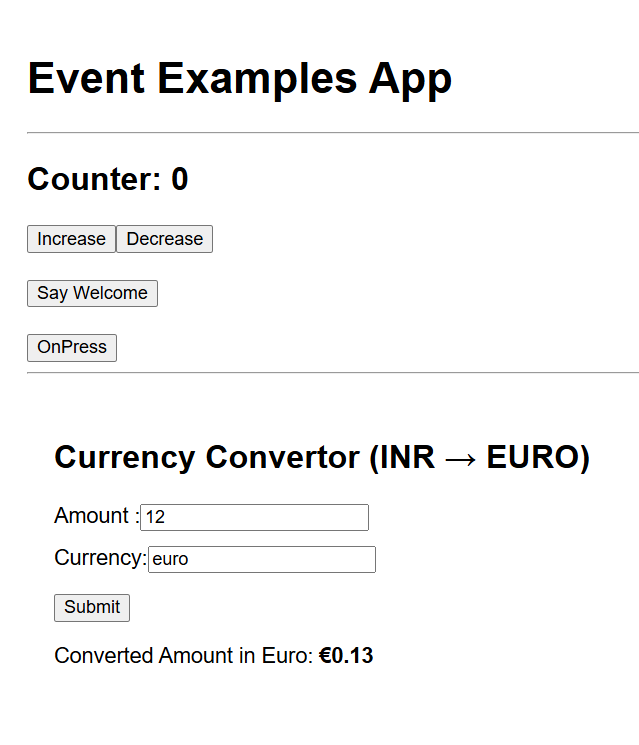 Event Examples App
Counter: 0
Increase Decrease
Say Welcome
OnPress
Currency Convertor (INR → EURO)
Amount : 12
Currency: euro
Submit
Converted Amount in Euro: €0.13